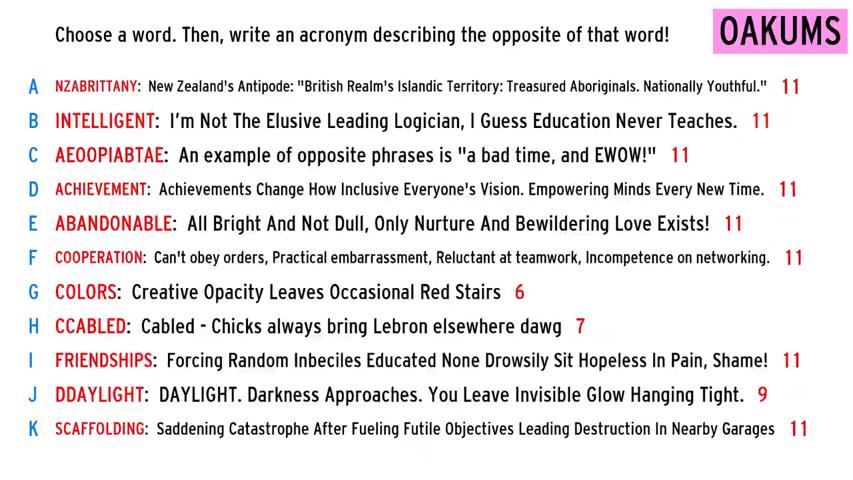 Choose a word. Then, write an acronym describing the opposite of that word!
OAKUMS
A NZABRITTANY: New Zealand's Antipode: "British Realm's Islandic Territory: Treasured Aboriginals. Nationally Youthful." 11
B INTELLIGENT: I'm Not The Elusive Leading Logician, I Guess Education Never Teaches. 11
C AEOOPIABTAE: An example of opposite phrases is "a bad time, and EWOW!" 11
D ACHIEVEMENT: Achievements Change How Inclusive Everyone's Vision. Empowering Minds Every New Time. 11
E ABANDONABLE: All Bright And Not Dull, Only Nurture And Bewildering Love Exists! 11
F COOPERATION: Can't obey orders, Practical embarrassment, Reluctant at teamwork, Incompetence on networking. 11
G COLORS: Creative Opacity Leaves Occasional Red Stairs 6
H CCABLED: Cabled - Chicks always bring Lebron elsewhere dawg 7
I FRIENDSHIPS: Forcing Random Inbeciles Educated None Drowsily Sit Hopeless In Pain, Shame! 11
J DDAYLIGHT: DAYLIGHT. Darkness Approaches. You Leave Invisible Glow Hanging Tight. 9
K SCAFFOLDING: Saddening Catastrophe After Fueling Futile Objectives Leading Destruction In Nearby Garages 11